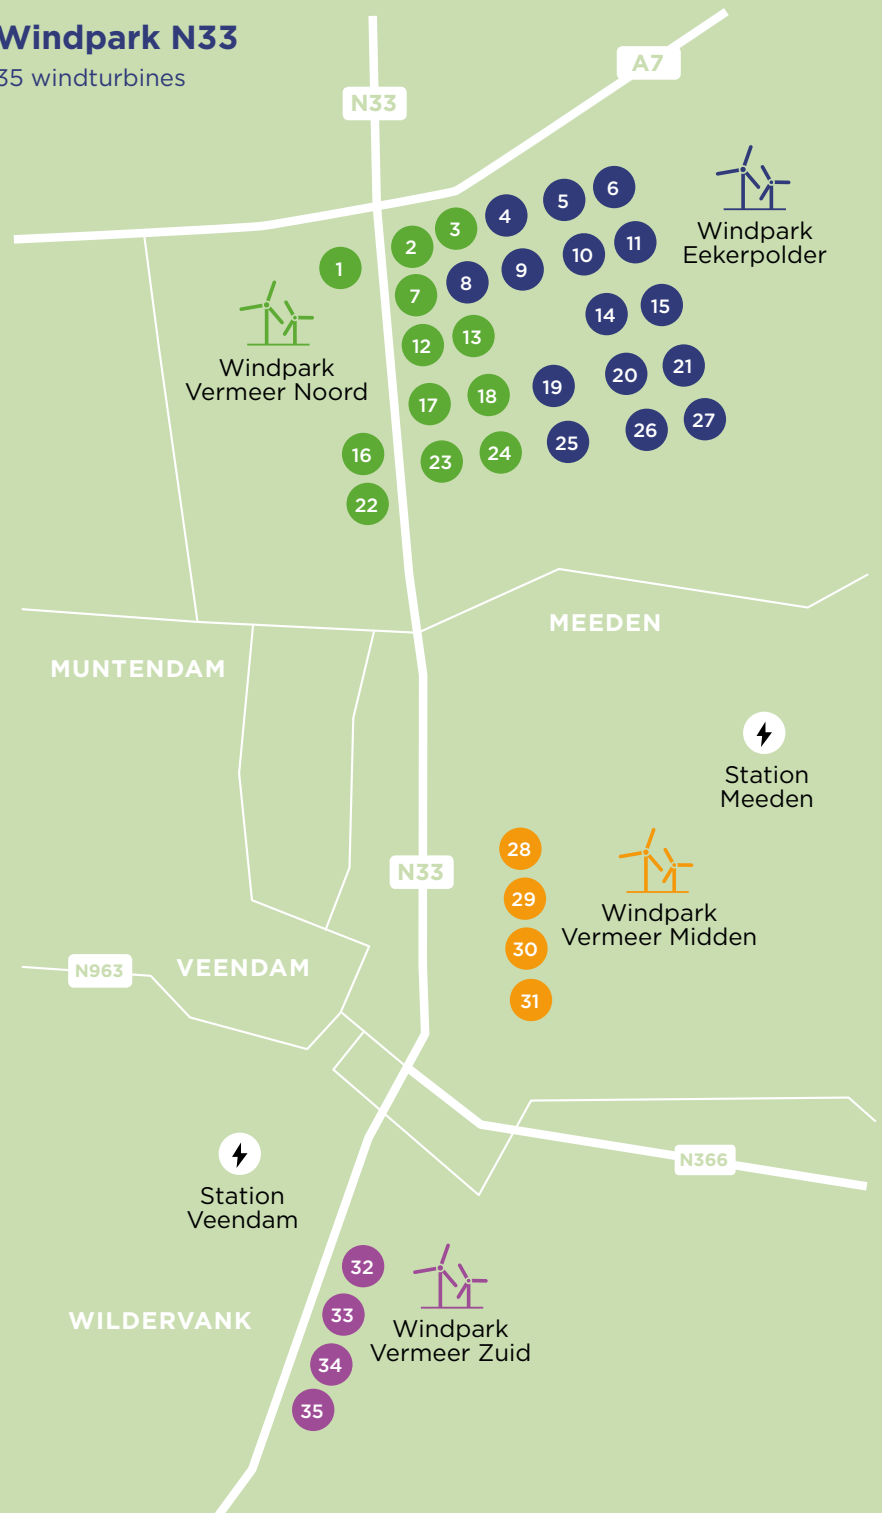 Windpark N33
35 windturbines
N33
A7
6
5
4
3
2
1
11
10
9
8
7
Windpark
Eekerpolder
15
14
13
12
Windpark
Vermeer Noord
21
20
19
18
17
16
27
26
25
24
23
22
MEEDEN
MUNTENDAM
Station
Meeden
28
29
30
31
N33
Windpark
Vermeer Midden
N963
VEENDAM
N366
Station
Veendam
32
33
34
35
WILDERVANK
Windpark
Vermeer Zuid